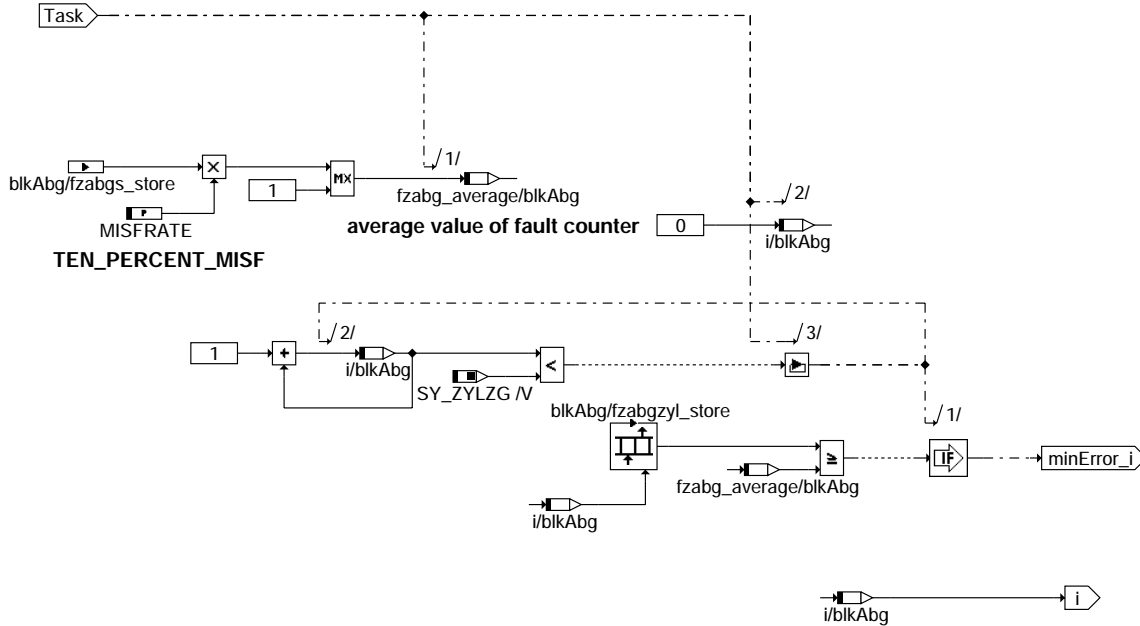 Task
/1/
blkAbg/fzabgs_store
MX
1
fzabg_average/blkAbg
/2/
P
MISFRATE
average value of fault counter
0
i/blkAbg
TEN_PERCENT_MISF
/2/
/3/
1
+
i/blkAbg
<
SY_ZYLZG /V
/1/
blkAbg/fzabgzyl_store
≥
IF
minError_i
fzabg_average/blkAbg
i/blkAbg
i
i/blkAbg